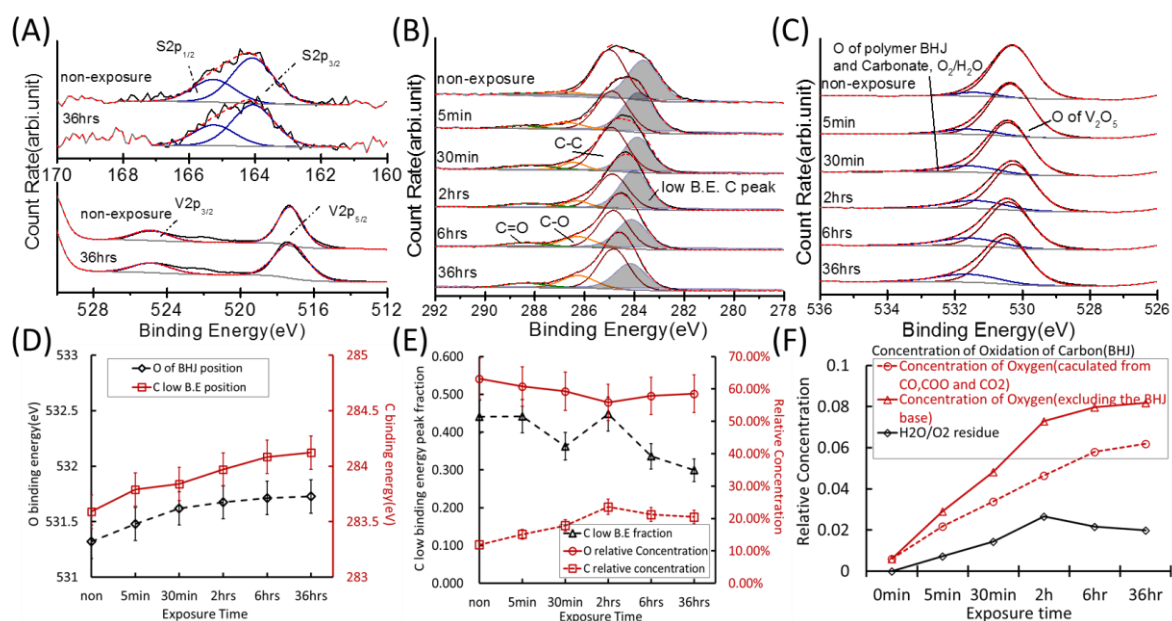 (A)
S2p1/2
S2p3/2
non-exposure
36hrs
170 168 166 164 162 160
V2p3/2
V2p5/2
non-exposure
36hrs
528 524 520 516 512
Binding Energy(eV)
Count Rate(arbi.unit)
(B)
non-exposure
5min
C-C
30min
low B.E. C peak
2hrs
C=O
C-O
6hrs
36hrs
292 290 288 286 284 282 280 278
Binding Energy(eV)
Count Rate(arbi.unit)
(C)
O of polymer BHJ
and Carbonate, O2/H2O
non-exposure
O of V2O5
5min
30min
2hrs
6hrs
36hrs
536 534 532 530 528 526
Binding Energy(eV)
Count Rate(arbi.unit)
(D)
O of BHJ position
C low B.E position
533
532.5
532
531.5
531
O binding energy(eV)
285
284.5
284
283.5
283
C binding energy(eV)
non 5min 30min 2hrs 6hrs 36hrs
Exposure Time
(E)
0.600
0.500
0.400
0.300
0.200
0.100
0.000
C low binding energy peak fraction
70.00%
60.00%
50.00%
40.00%
30.00%
20.00%
10.00%
0.00%
Relative Concentration
C low B.E fraction
O relative Concentration
C relative concentration
non 5min 30min 2hrs 6hrs 36hrs
Exposure Time
(F)
Concentration of Oxidation of Carbon(BHJ)
Concentration of Oxygen(caculated from
CO,COO and CO2)
Concentration of Oxygen(excluding the BHJ
base)
H2O/O2 residue
0.1
0.08
0.06
0.04
0.02
0
Relative Concentration
0min 5min 30min 2h 6hr 36hr
Exposure time